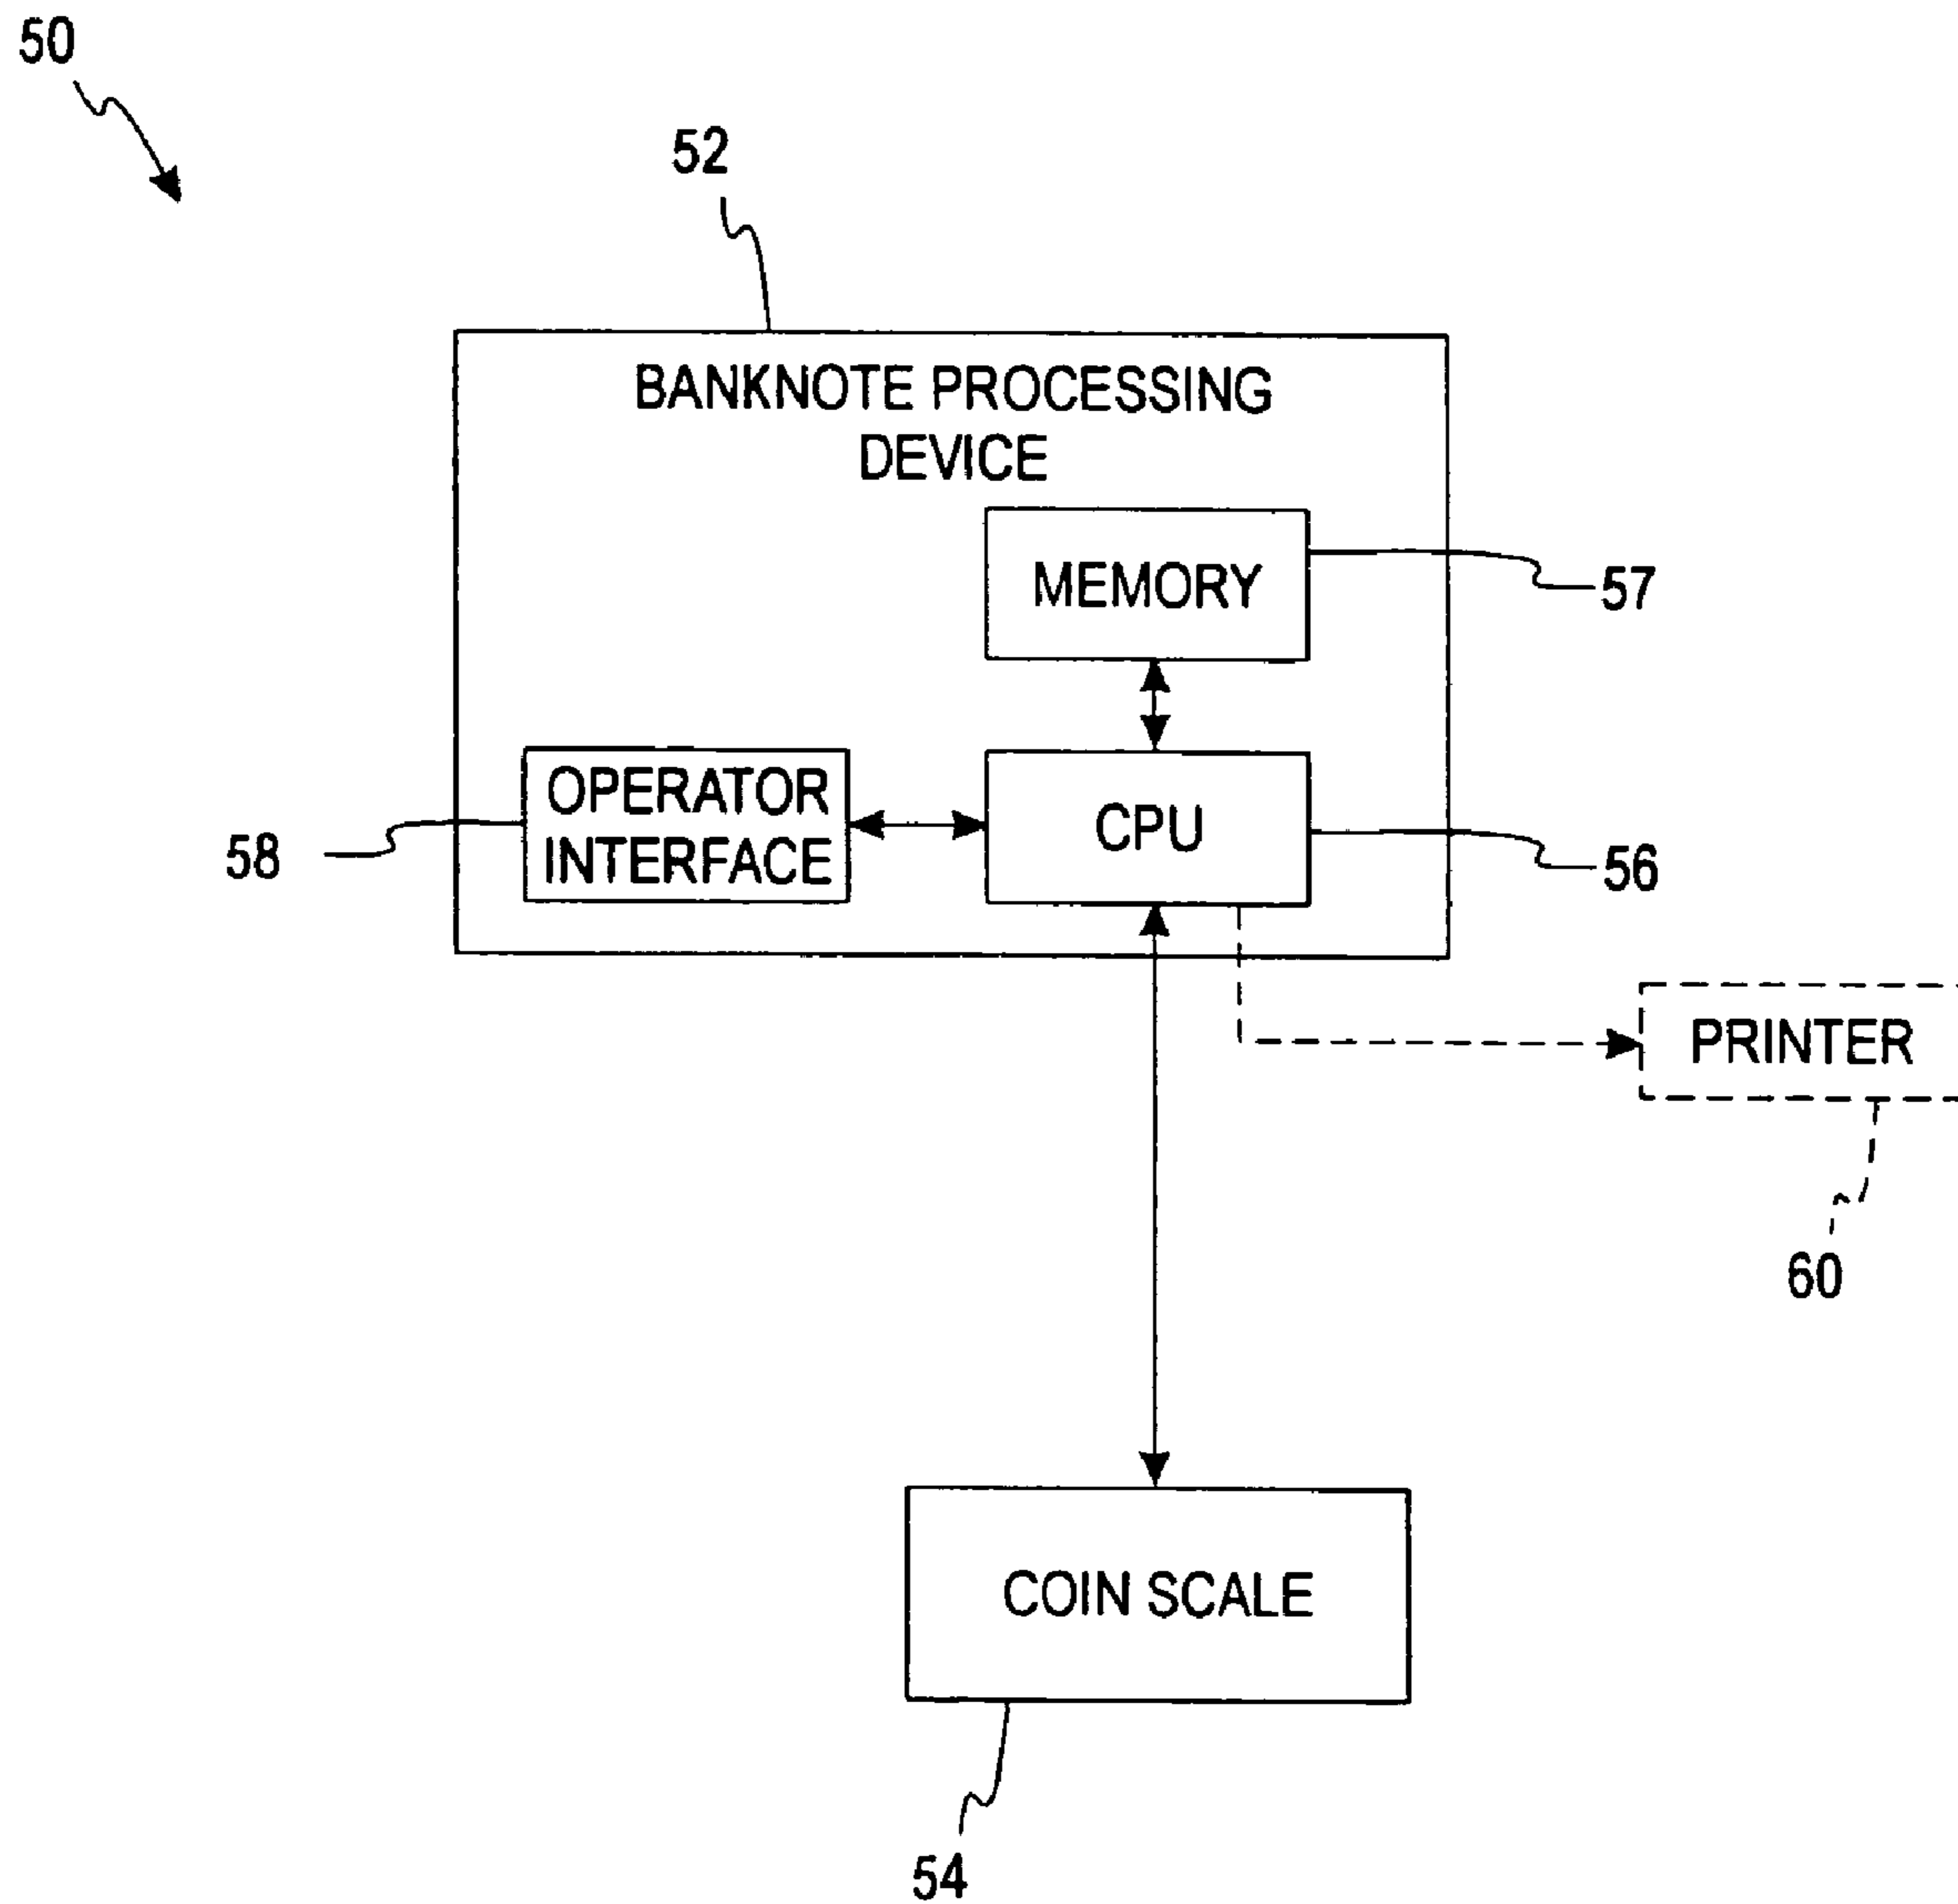 50
52
BANKNOTE PROCESSING
DEVICE
MEMORY
57
OPERATOR
INTERFACE
CPU
58
56
PRINTER
60
COIN SCALE
54